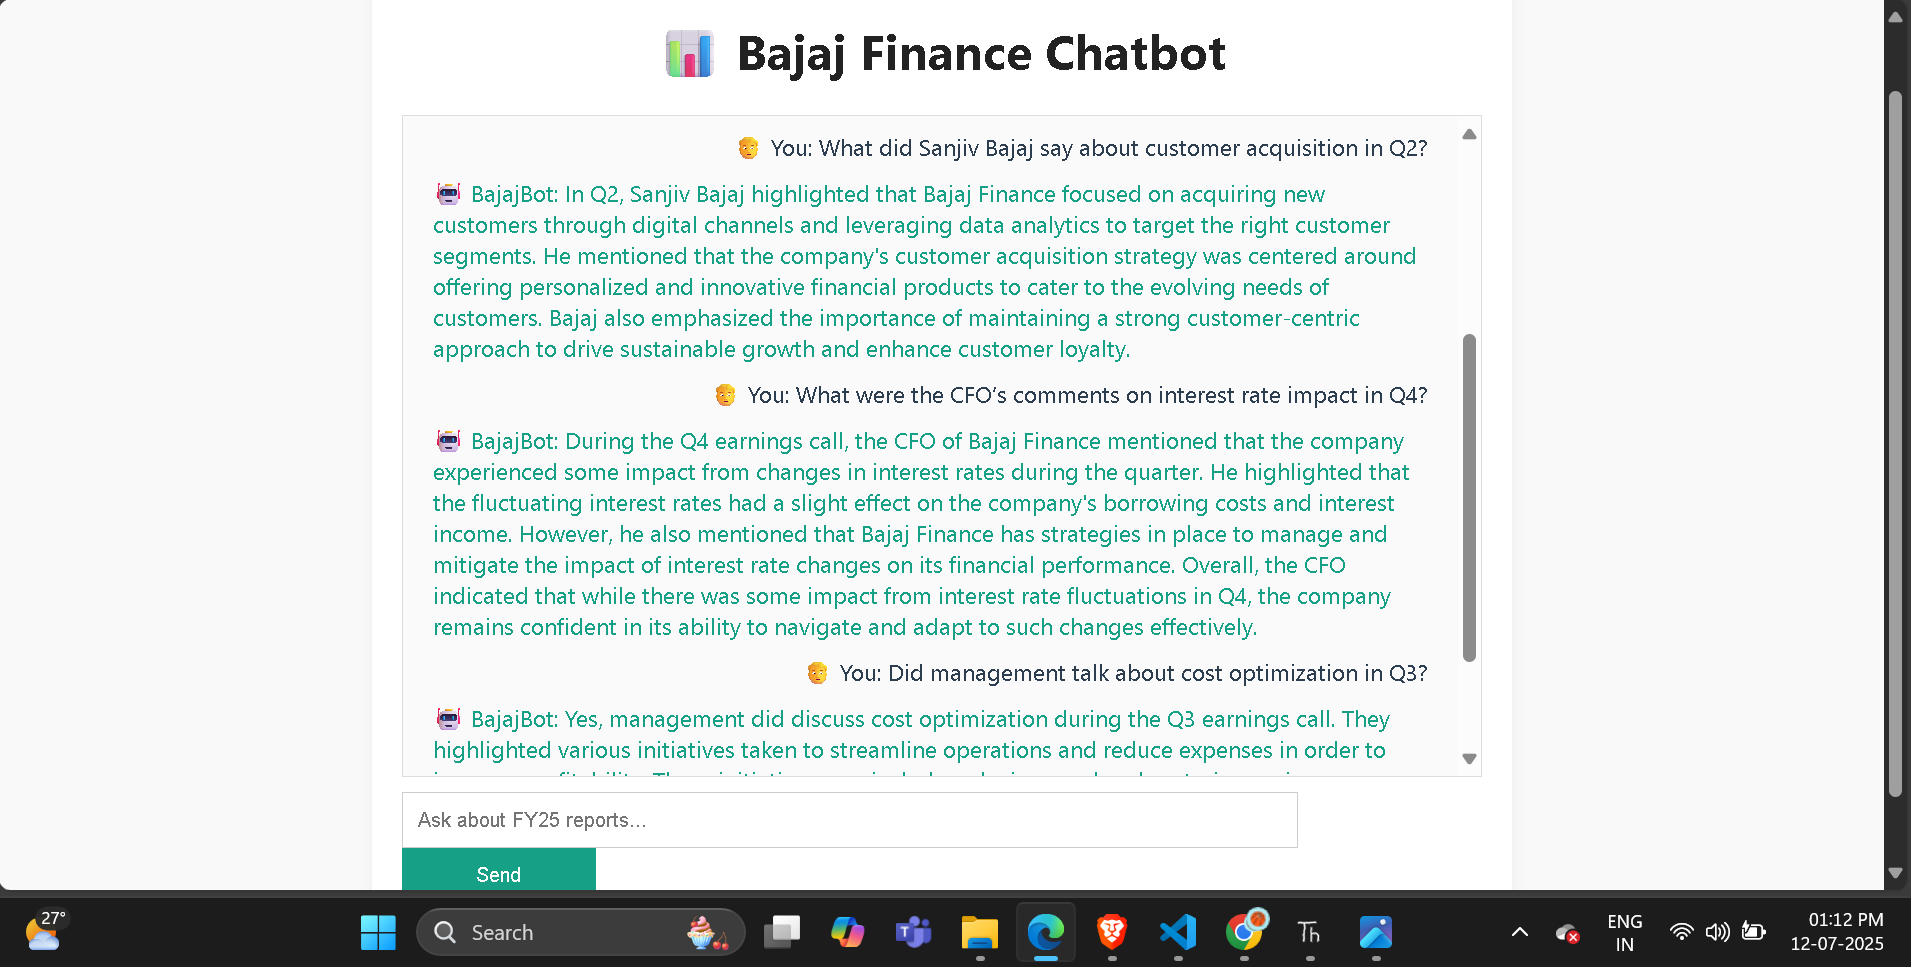 Bajaj Finance Chatbot
You: What did Sanjiv Bajaj say about customer acquisition in Q2?
BajajBot: In Q2, Sanjiv Bajaj highlighted that Bajaj Finance focused on acquiring new
customers through digital channels and leveraging data analytics to target the right customer
segments. He mentioned that the company's customer acquisition strategy was centered around
offering personalized and innovative financial products to cater to the evolving needs of
customers. Bajaj also emphasized the importance of maintaining a strong customer-centric
approach to drive sustainable growth and enhance customer loyalty.
You: What were the CFO’s comments on interest rate impact in Q4?
BajajBot: During the Q4 earnings call, the CFO of Bajaj Finance mentioned that the company
experienced some impact from changes in interest rates during the quarter. He highlighted that
the fluctuating interest rates had a slight effect on the company's borrowing costs and interest
income. However, he also mentioned that Bajaj Finance has strategies in place to manage and
mitigate the impact of interest rate changes on its financial performance. Overall, the CFO
indicated that while there was some impact from interest rate fluctuations in Q4, the company
remains confident in its ability to navigate and adapt to such changes effectively.
You: Did management talk about cost optimization in Q3?
BajajBot: Yes, management did discuss cost optimization during the Q3 earnings call. They
highlighted various initiatives taken to streamline operations and reduce expenses in order to
Ask about FY25 reports...
Send
27°
Search
T
Th
ENG
IN
01:12 PM
12-07-2025